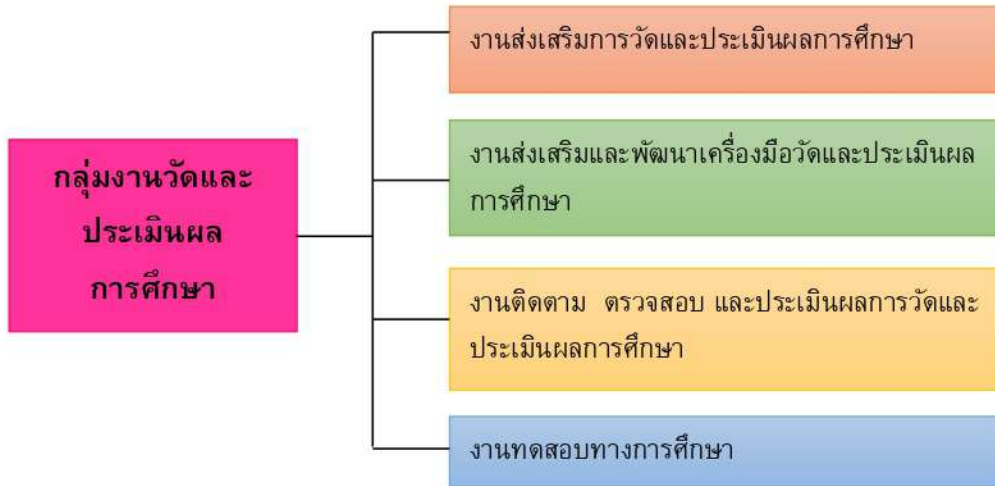 กลุ่มงานวัดและ
ประเมินผล
การศึกษา
งานส่งเสริมการวัดและประเมินผลการศึกษา
งานส่งเสริมและพัฒนาเครื่องมือวัดและประเมินผล
การศึกษา
งานติดตาม ตรวจสอบ และประเมินผลการวัดและ
ประเมินผลการศึกษา
งานทดสอบทางการศึกษา